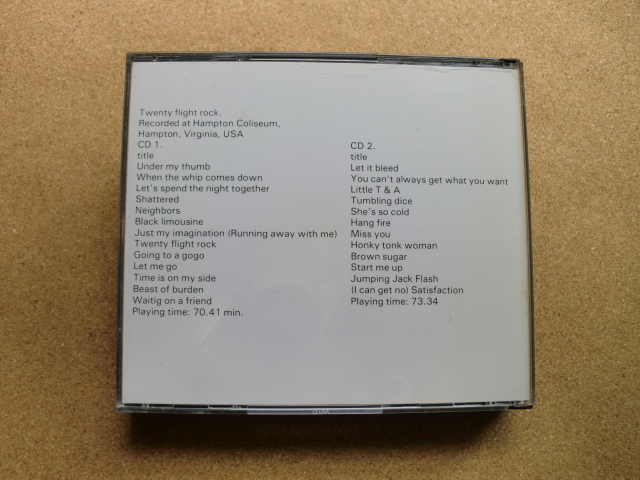 Twenty flight rock.
Recorded at Hampton Coliseum,
Hampton, Virginia, USA
CD 1.
title
Under my thumb
When the whip comes down
Let's spend the night together
Shattered
Neighbors
Black limousine
Just my imagination (Running away with me)
Twenty flight rock
Going to a gogo
Let me go
Time is on my side
Beast of burden
Waitig on a friend
Playing time: 70.41 min.
CD 2.
title
Let it bleed
You can't always get what you want
Little T & A
Tumbling dice
She's so cold
Hang fire
Miss you
Honky tonk woman
Brown sugar
Start me up
Jumping Jack Flash
(I can get no) Satisfaction
Playing time: 73.34